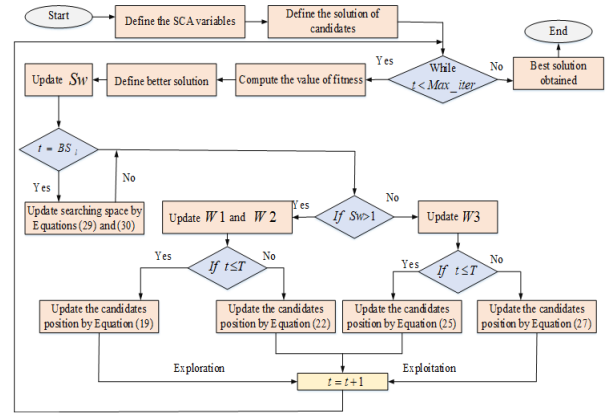 Start
Define the SCA variables
Define the solution of
candidates
End
Yes
While
t < Max_iter
No
Best solution
obtained
Update Sw
Define better solution
Compute the value of fitness
t = BS i
Yes
No
Update searching space by
Equations (29) and (30)
Yes
If Sw>1
No
Update W1 and W2
Update W3
Yes
If t≤T
No
Yes
If t≤T
No
Update the candidates
position by Equation (19)
Update the candidates
position by Equation (22)
Update the candidates
position by Equation (25)
Update the candidates
position by Equation (27)
Exploration
Exploitation
t = t+1